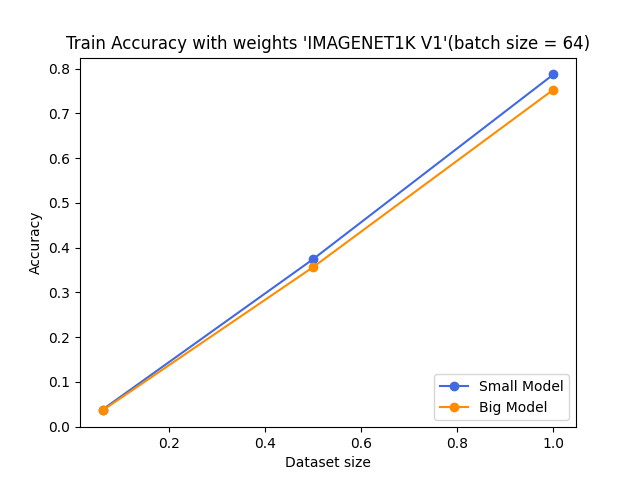 Train Accuracy with weights 'IMAGENET1K V1'(batch size = 64)
0.8
0.7
0.6
0.5
0.4
0.3
0.2
0.1
0.0
Accuracy
Small Model
Big Model
0.2 0.4 0.6 0.8 1.0
Dataset size